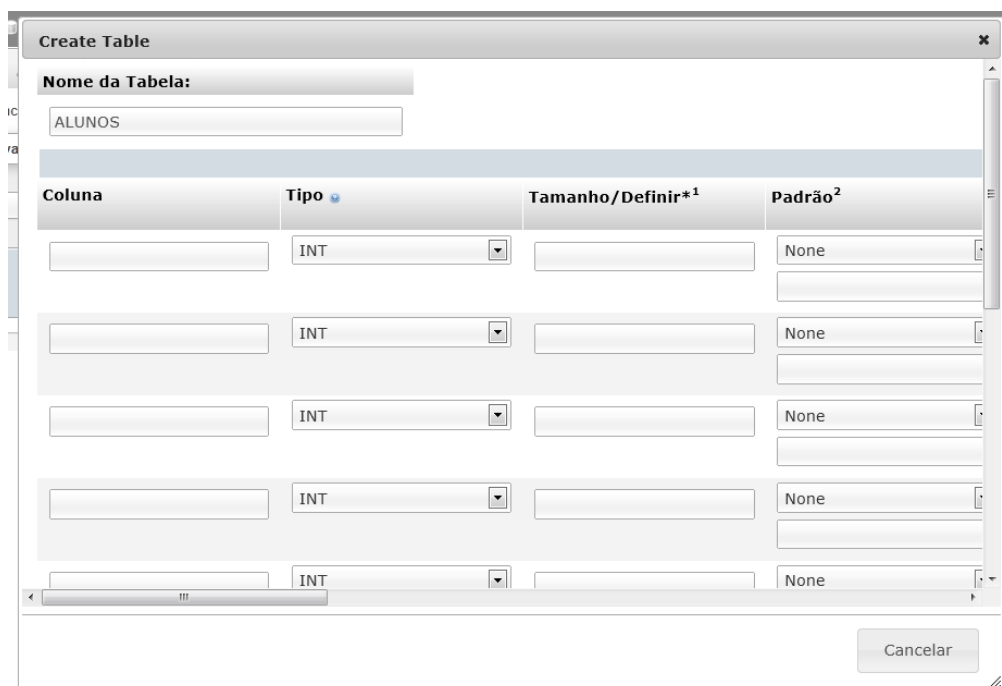 Create Table
Nome da Tabela:
ALUNOS
Coluna Tipo Tamanho/Definir*¹ Padrão²
INT None
INT None
INT None
INT None
INT None
Cancelar